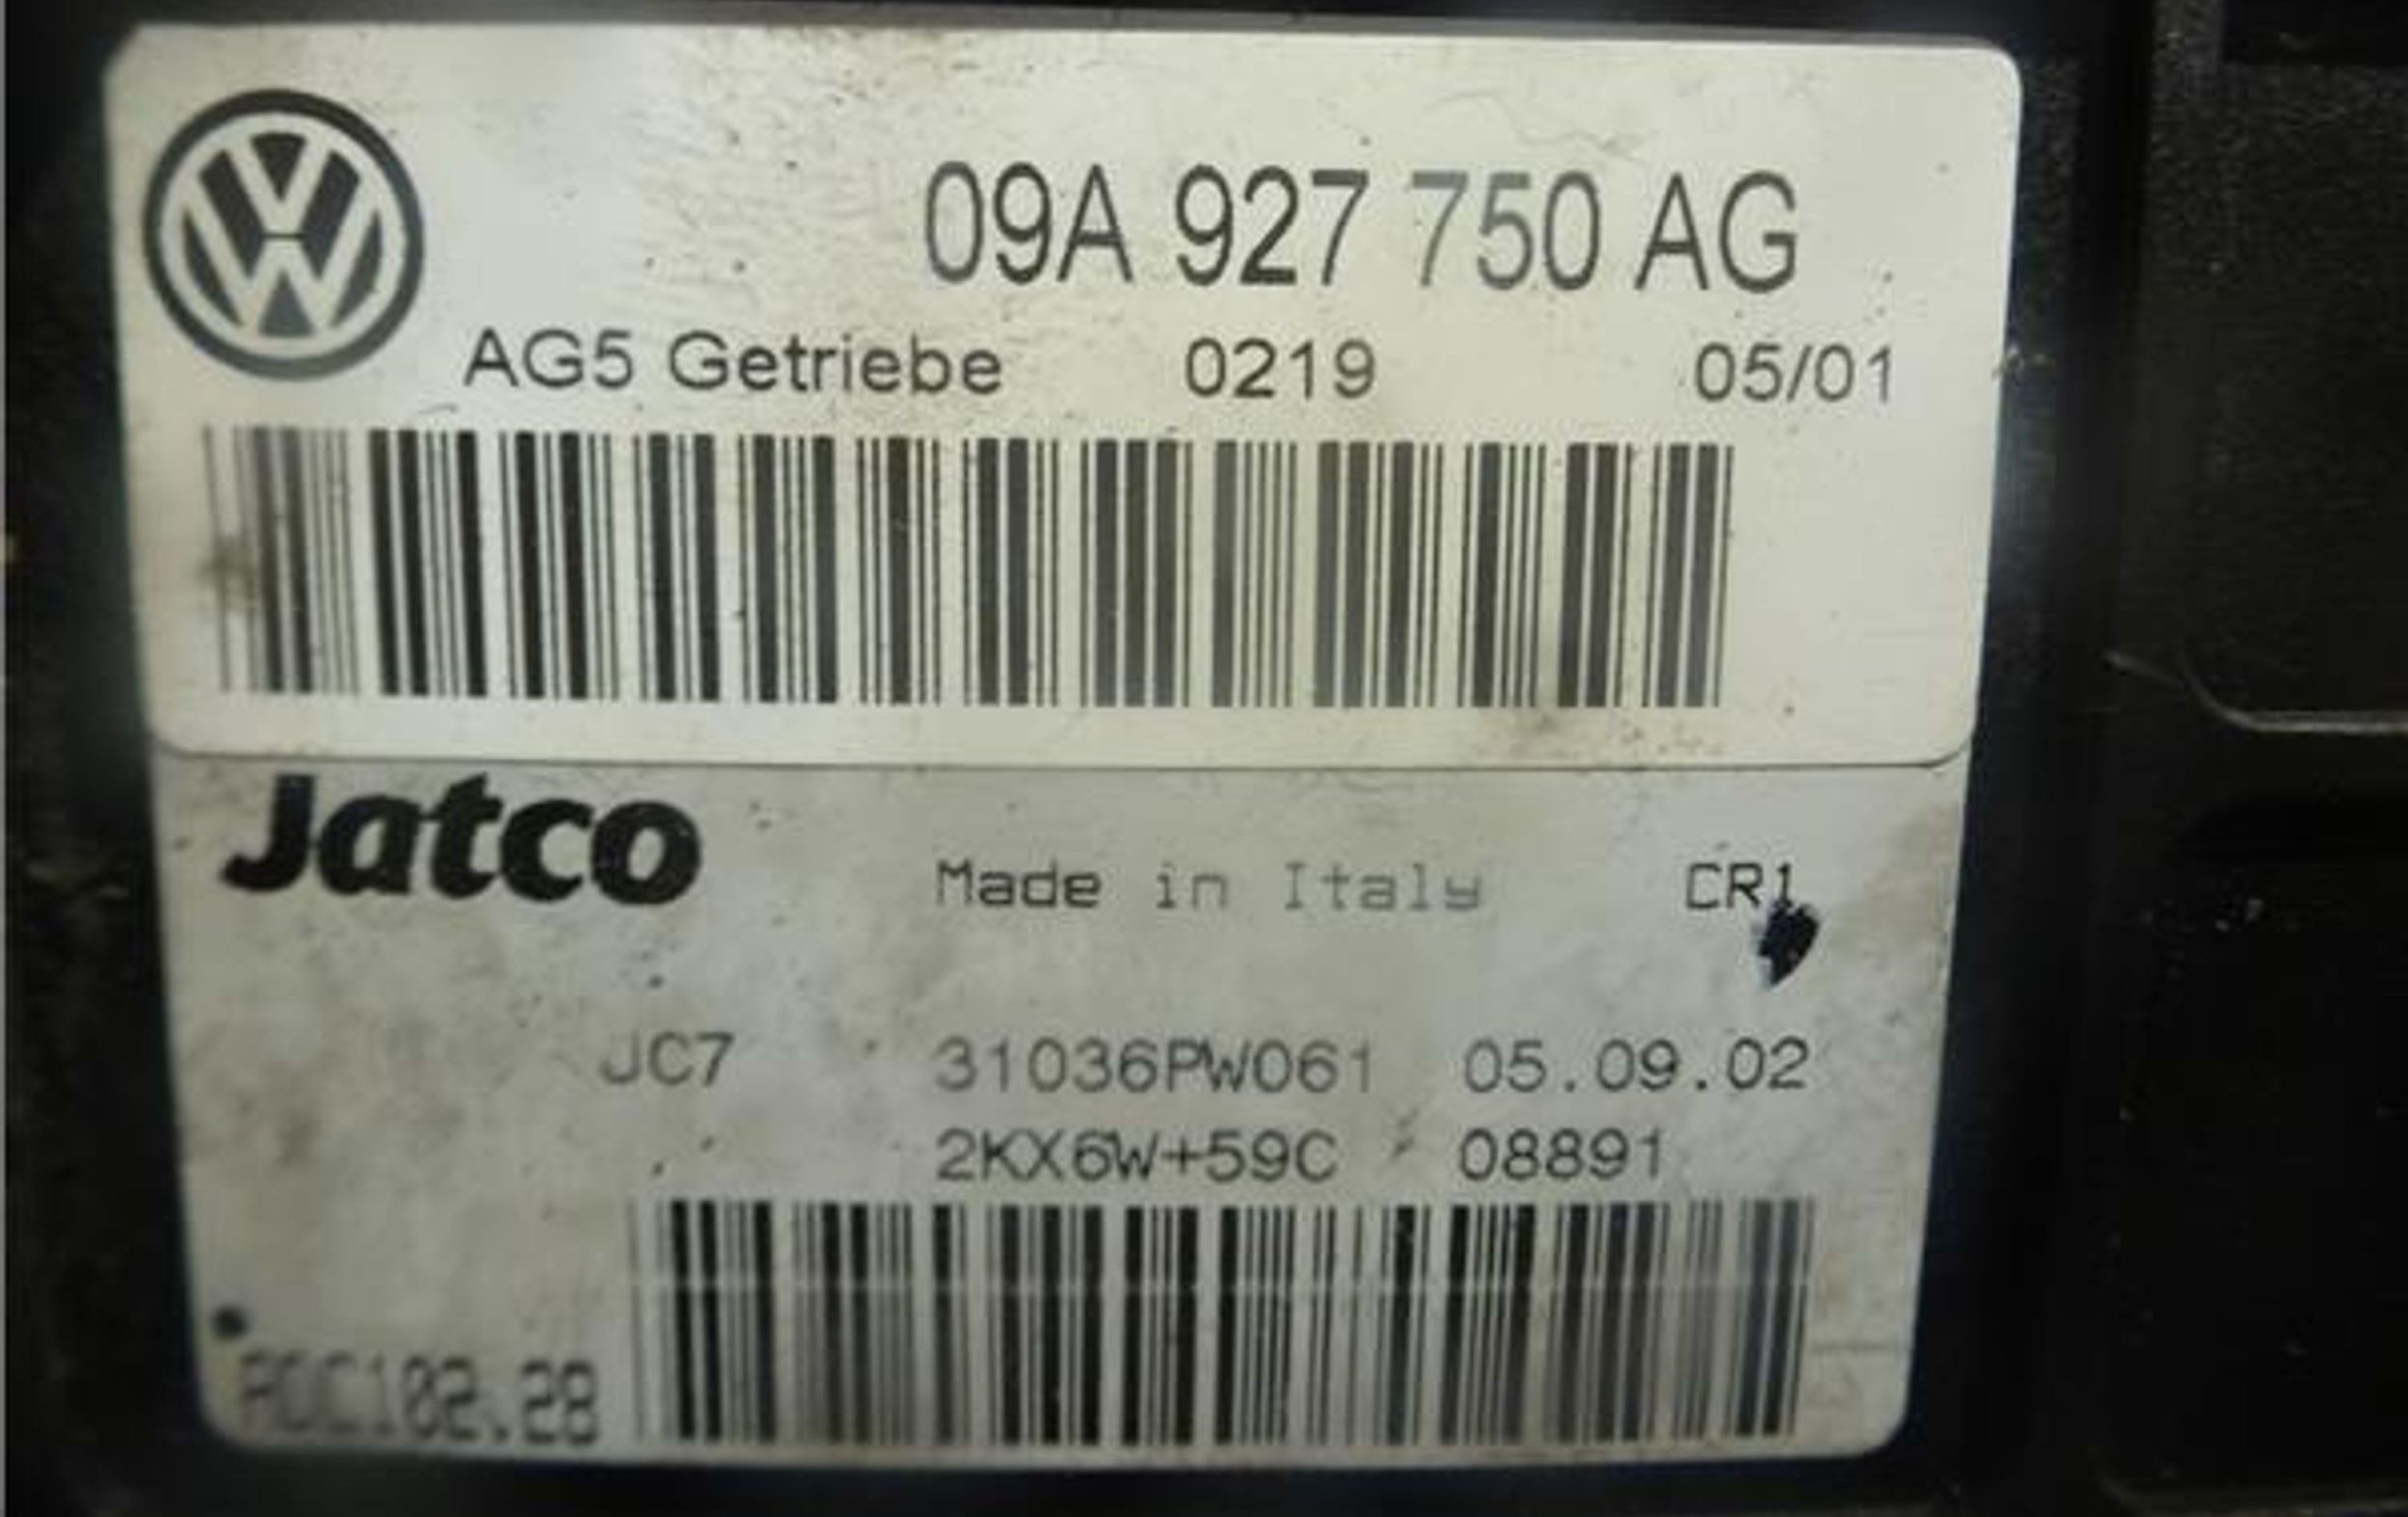 09A 927 750 AG
AG5 Getriebe 0219 05/01
Jatco Made in Italy CR1
JC7 31036PW061 05.09.02
2KX6W+59C 08891